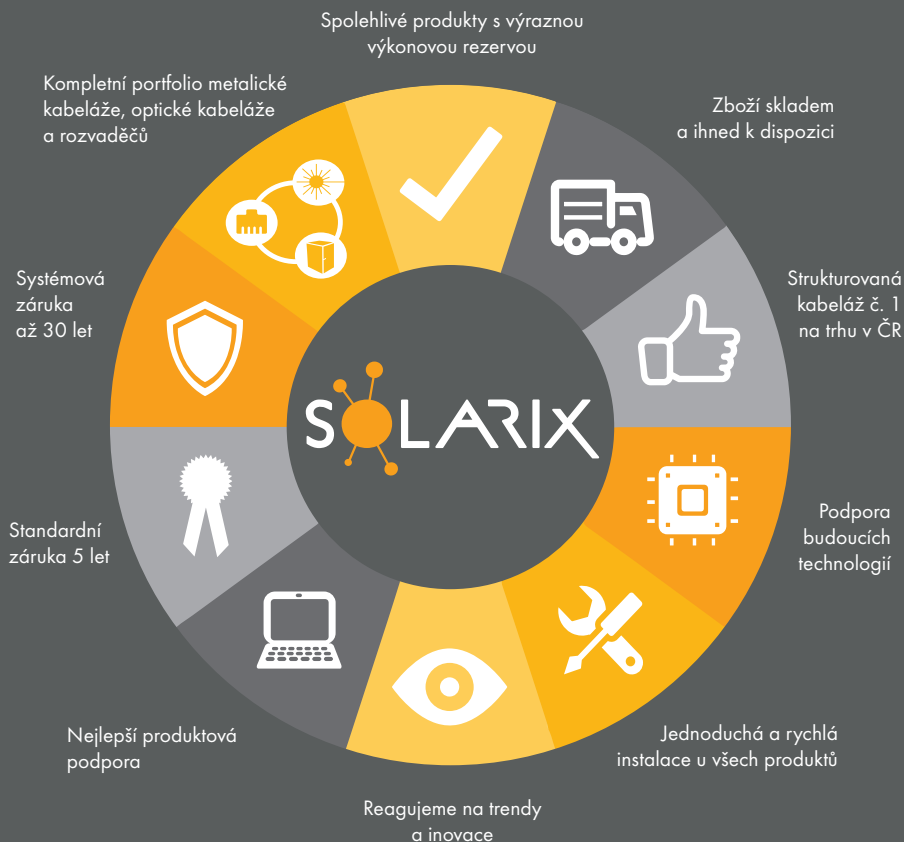 Spolehlivé produkty s výraznou
výkonovou rezervou
Zboží skladem
a ihned k dispozici
Strukturovaná
kabeláž č. 1
na trhu v ČR
Podpora
budoucích
technologií
Jednoduchá a rychlá
instalace u všech produktů
Reagujeme na trendy
a inovace
Nejlepší produktová
podpora
Standardní
záruka 5 let
Systémová
záruka
až 30 let
Kompletní portfolio metalické
kabeláže, optické kabeláže
a rozvaděčů
SOLARIX